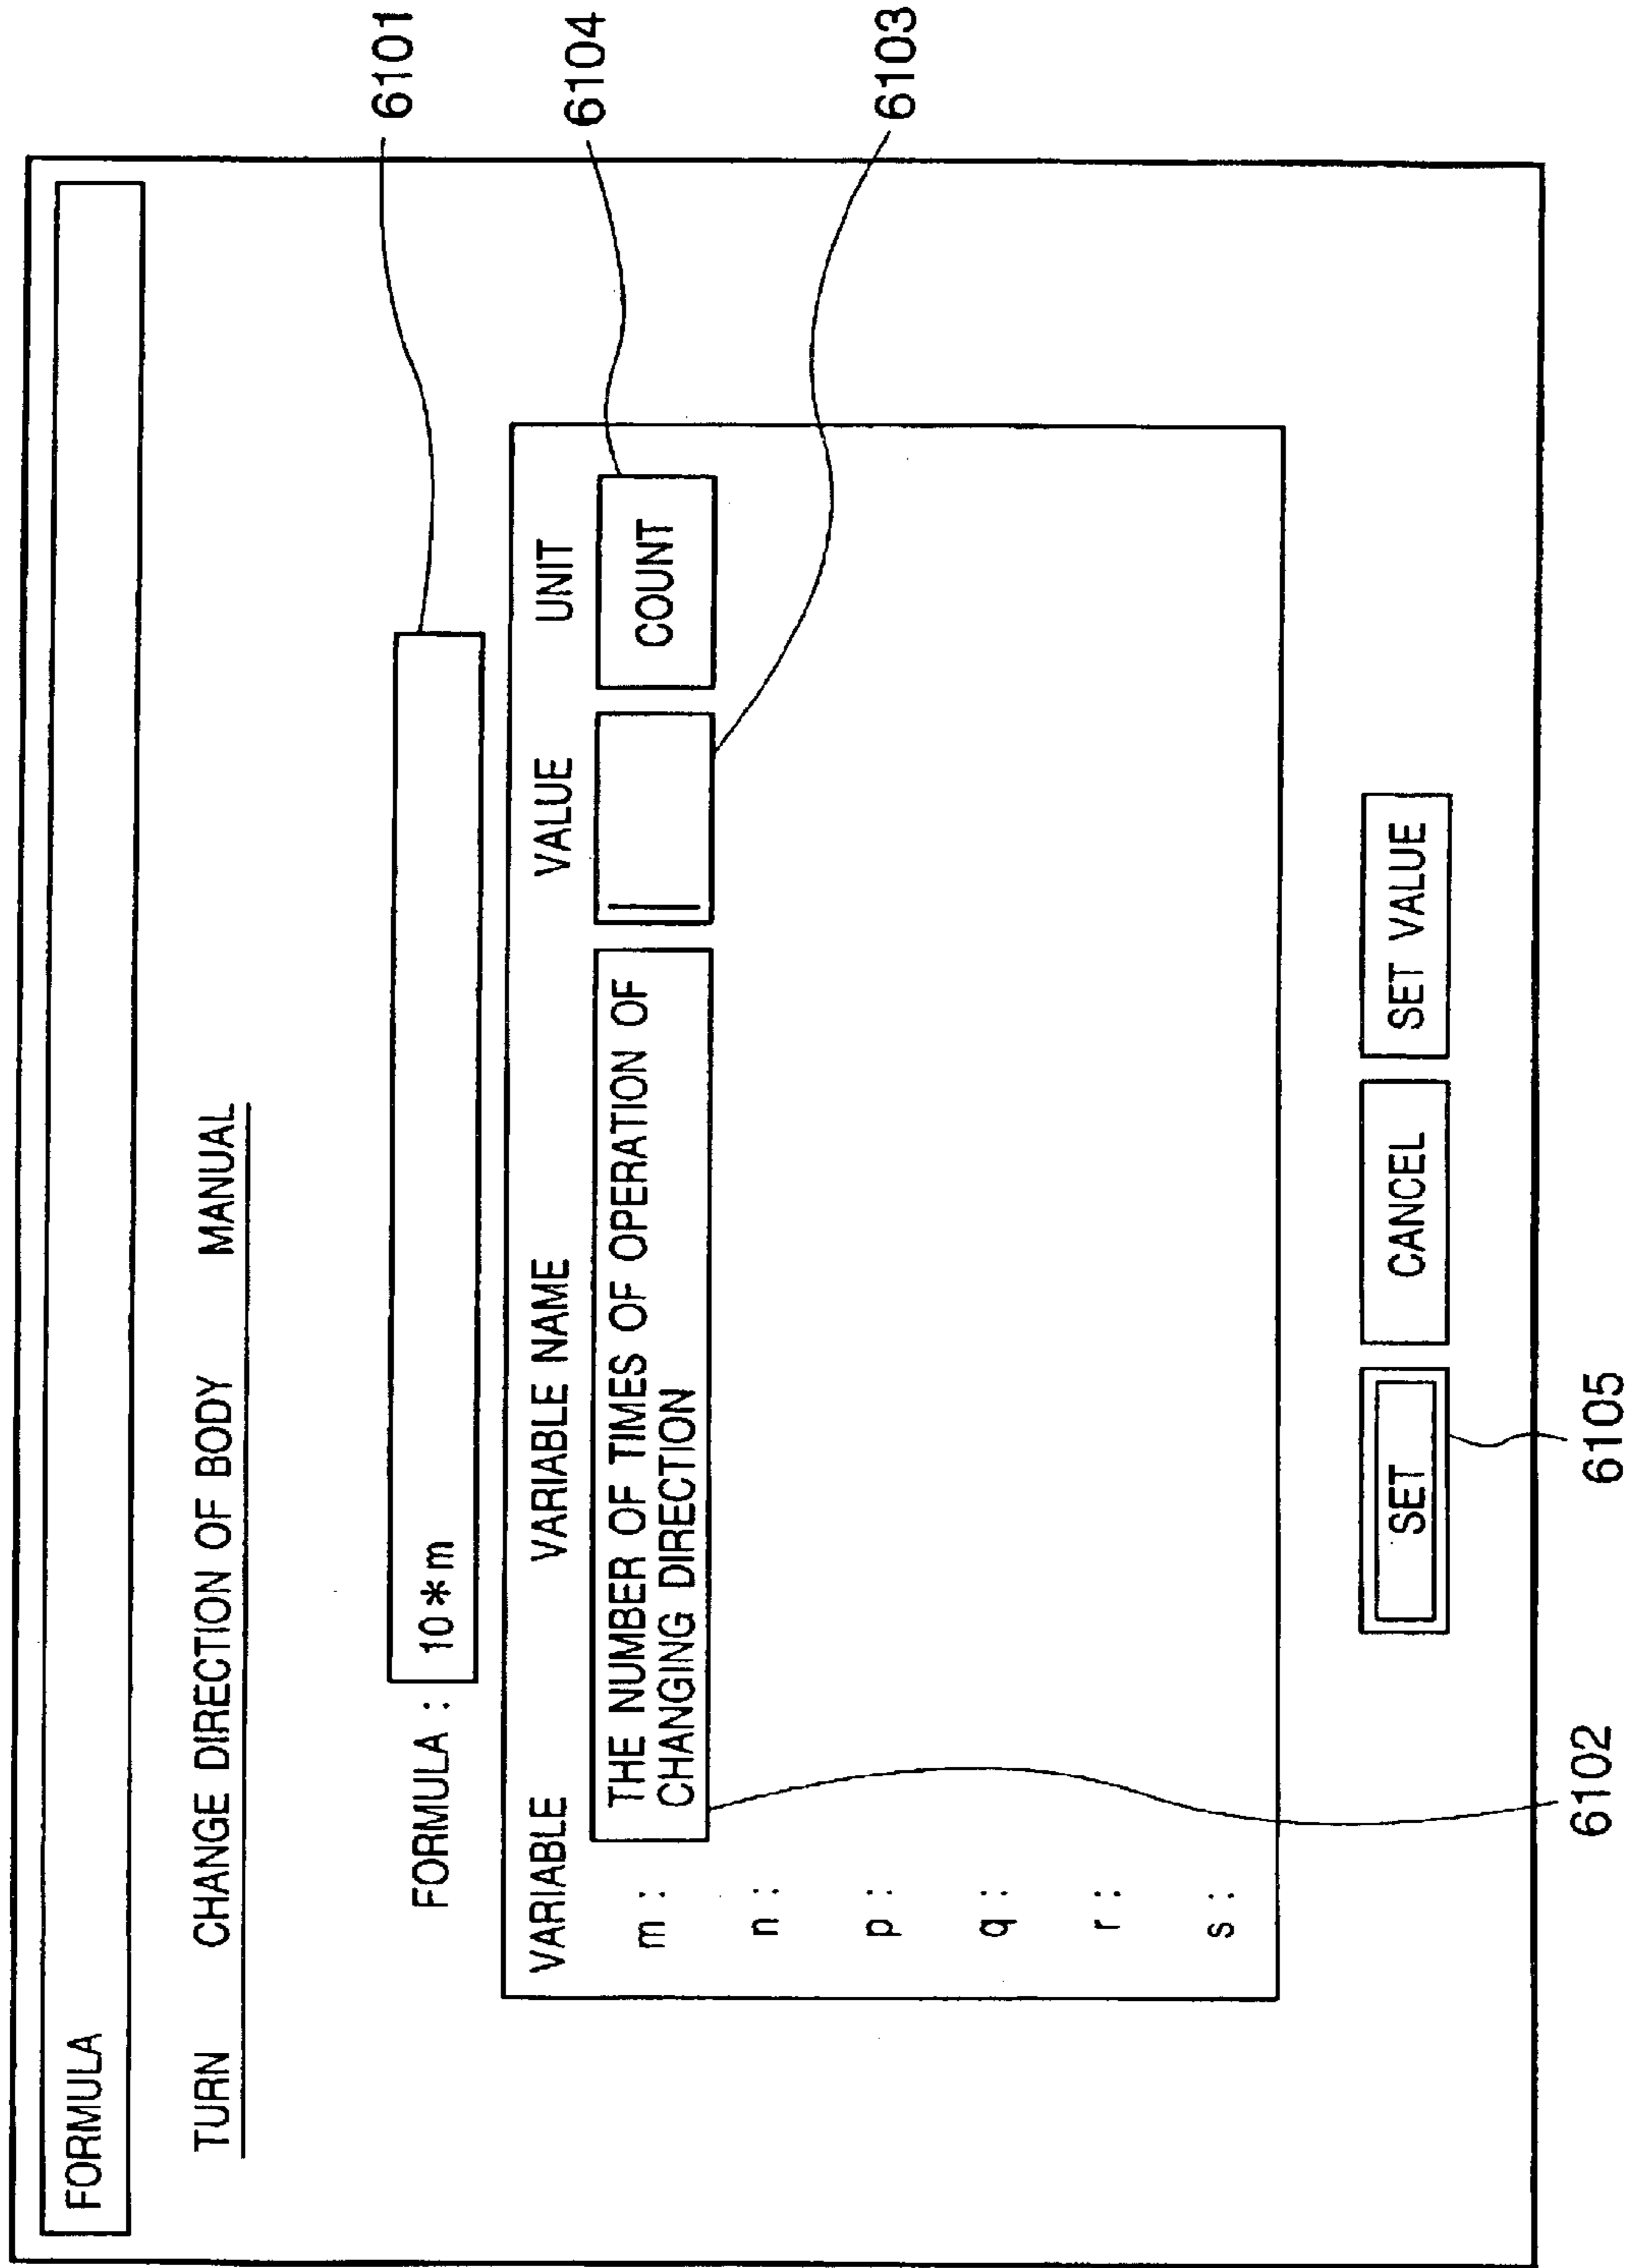 FORMULA
TURN CHANGE DIRECTION OF BODY MANUAL
FORMULA : 10*m
6101
VARIABLE VARIABLE NAME VALUE UNIT
6104
m : THE NUMBER OF TIMES OF OPERATION OF
CHANGING DIRECTION
COUNT
6103
n :
p :
q :
r :
s :
SET CANCEL SET VALUE
6102
6105